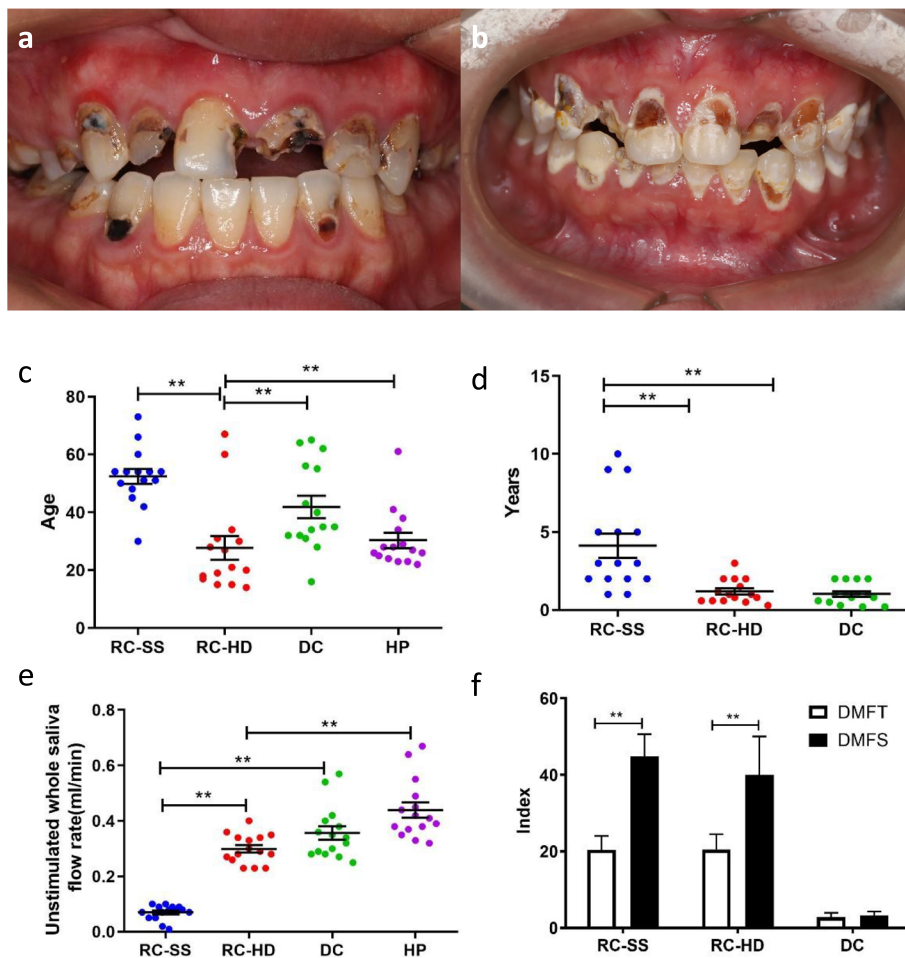 a
b
c
**
**
**
80
60
40
20
0
Age
RC-SS RC-HD DC HP
d
**
**
15
10
5
0
Years
RC-SS RC-HD DC
e
**
**
**
0.8
0.6
0.4
0.2
0.0
Unstimulated whole saliva
flow rate(ml/min)
RC-SS RC-HD DC HP
f
60
40
20
0
Index
** **
DMFT
DMFS
RC-SS RC-HD DC